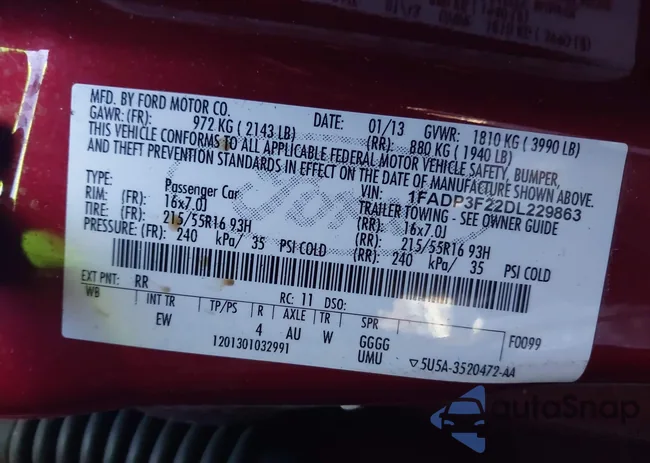 MFD. BY FORD MOTOR CO.
DATE: 01/13 GVWR: 1810 KG ( 3990 LB)
GAWR: (FR): 972 KG ( 2143 LB) (RR): 880 KG ( 1940 LB)
THIS VEHICLE CONFORMS TO ALL APPLICABLE FEDERAL MOTOR VEHICLE SAFETY, BUMPER,
AND THEFT PREVENTION STANDARDS IN EFFECT ON THE DATE OF MANUFACTURE SHOWN ABOVE.
VIN: 1FADP3F22DL229863
TYPE: Passenger Car TRAILER TOWING - SEE OWNER GUIDE
RIM: (FR): 16x7.0J (RR): 16x7.0J
TIRE: (FR): 215/55R16 93H (RR): 215/55R16 93H
PRESSURE: (FR): 240 kPa/ 35 PSI COLD (RR): 240 kPa/ 35 PSI COLD
EXT PNT: RR RC: 11 DSO:
WB INT TR TP/PS R AXLE TR SPR F0099
EW 4 AU W GGGG
UMU
1201301032991 ▽5U5A-3520472-AA
Ford
autoSnap